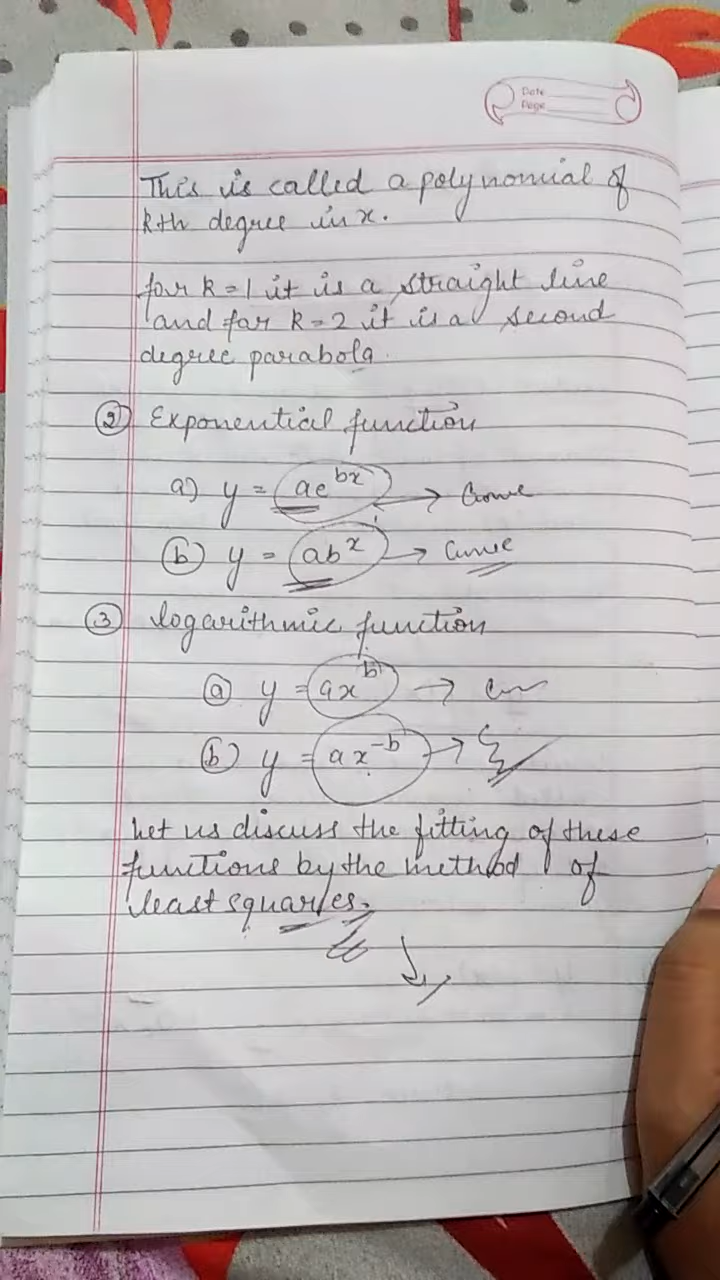 Date
Page
This is called a polynomial of
kth degree in x.
for k=1 it is a straight line
and for k=2 it is a second
degree parabola.
② Exponential function
a) y = ae^{bx} → Curve
ⓑ y = ab^x → Curve
③ logarithmic function
ⓐ y = ax^b →
ⓑ y = ax^{-b} →
Let us discuss the fitting of these
functions by the method of
least squares.